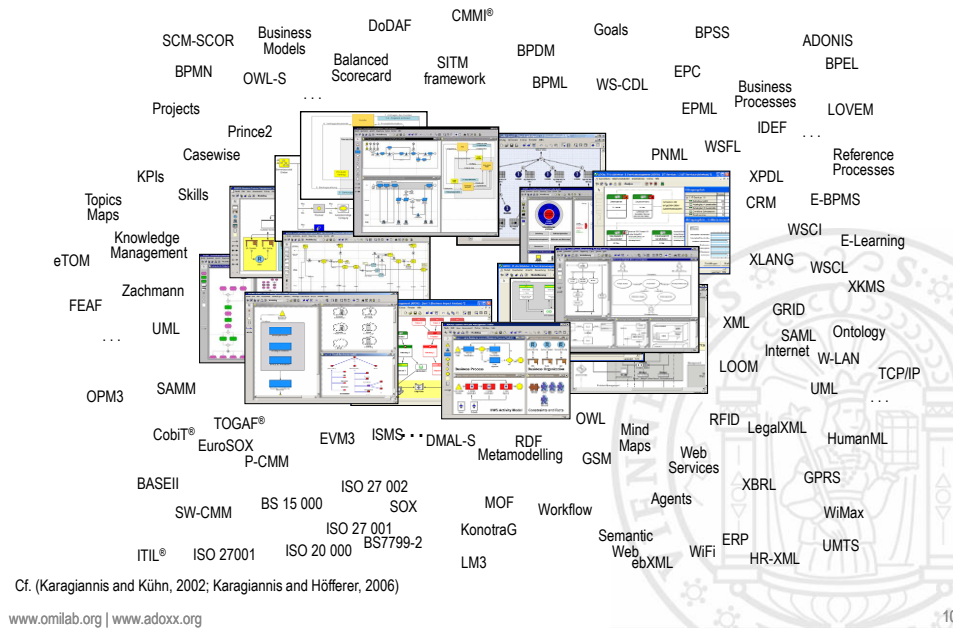 DoDAF
CMMI®
Goals
BPSS
SCM-SCOR
Business
Models
ADONIS
BPMN
OWL-S
Balanced
Scorecard
SITM
framework
BPDM
BPML
WS-CDL
EPC
BPEL
. . .
Business
Processes
Projects
EPML
LOVEM
Prince2
IDEF
. . .
Casewise
PNML
WSFL
Reference
Processes
KPIs
XPDL
Topics
Maps
Skills
CRM
E-BPMS
WSCI
Knowledge
Management
E-Learning
eTOM
XLANG
WSCL
Zachmann
XKMS
FEAF
GRID
UML
XML
SAML
Ontology
. . .
Internet
W-LAN
LOOM
TCP/IP
OPM3
SAMM
UML
. . .
Business Process
CobiT®
TOGAF®
EuroSOX
EVM3
ISMS
. . .
DMAL-S
RDF
Metamodelling
OWL
GSM
Mind
Maps
RFID
LegalXML
HumanML
P-CMM
Web
Services
BASEII
ISO 27 002
XBRL
GPRS
SW-CMM
BS 15 000
SOX
MOF
Workflow
Agents
WiMax
ISO 27 001
KonotraG
ITIL®
ISO 27001
ISO 20 000
BS7799-2
LM3
Semantic
Web
ebXML
WiFi
ERP
HR-XML
UMTS
Cf. (Karagiannis and Kühn, 2002; Karagiannis and Höfferer, 2006)
www.omilab.org | www.adoxx.org
10